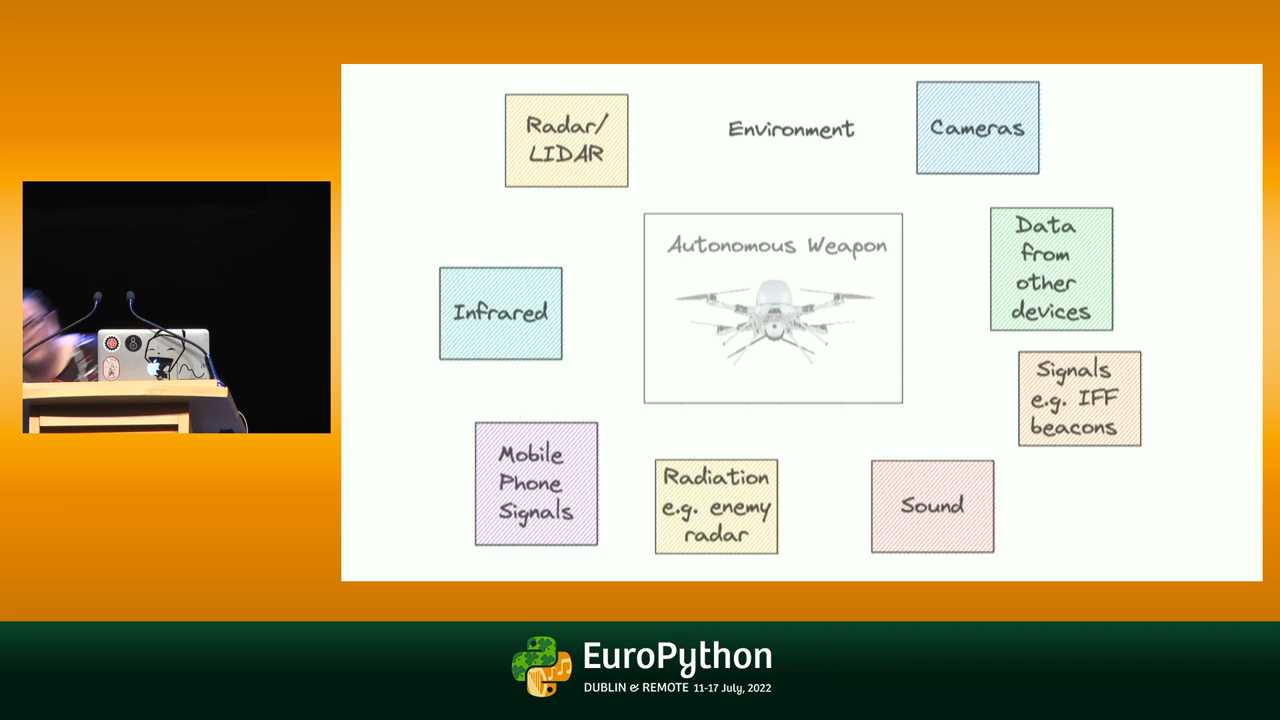 Radar/
LIDAR
Environment
Cameras
Autonomous Weapon
Data
from
other
devices
Infrared
Signals
e.g. IFF
beacons
Mobile
Phone
Signals
Radiation
e.g. enemy
radar
Sound
EuroPython
DUBLIN & REMOTE 11-17 July, 2022